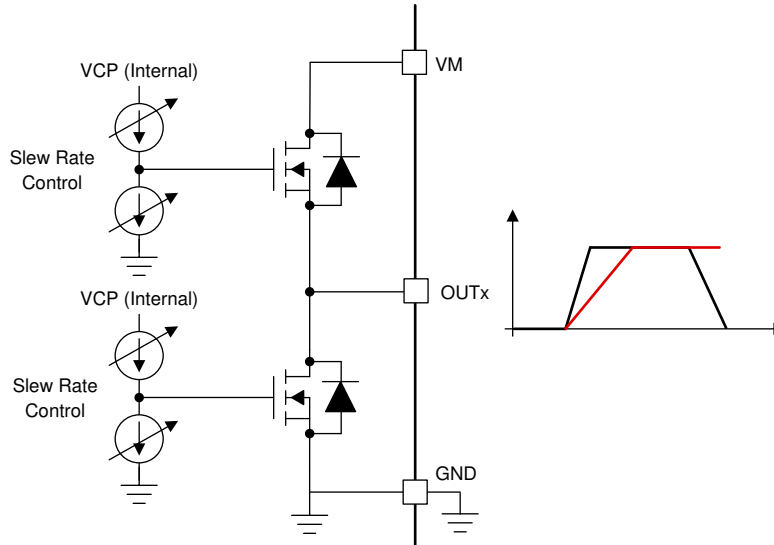 VM
VCP (Internal)
Slew Rate
Control
OUTx
VCP (Internal)
Slew Rate
Control
GND